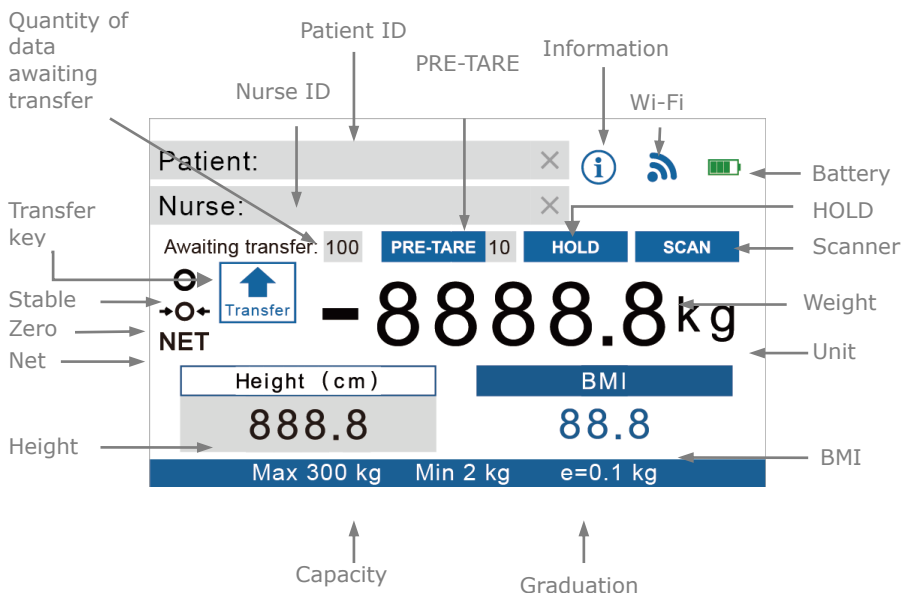 Quantity of
data
awaiting
transfer
Patient ID
Nurse ID
PRE-TARE
Information
Wi-Fi
Patient: ×
i
Battery
Nurse: ×
HOLD
Transfer
key
Awaiting transfer: 100 PRE-TARE 10 HOLD SCAN
Scanner
Transfer
-8888.8kg
Stable
Weight
Zero
NET
Net
Unit
Height (cm) BMI
888.8 88.8
Height
BMI
Max 300 kg Min 2 kg e=0.1 kg
Capacity
Graduation